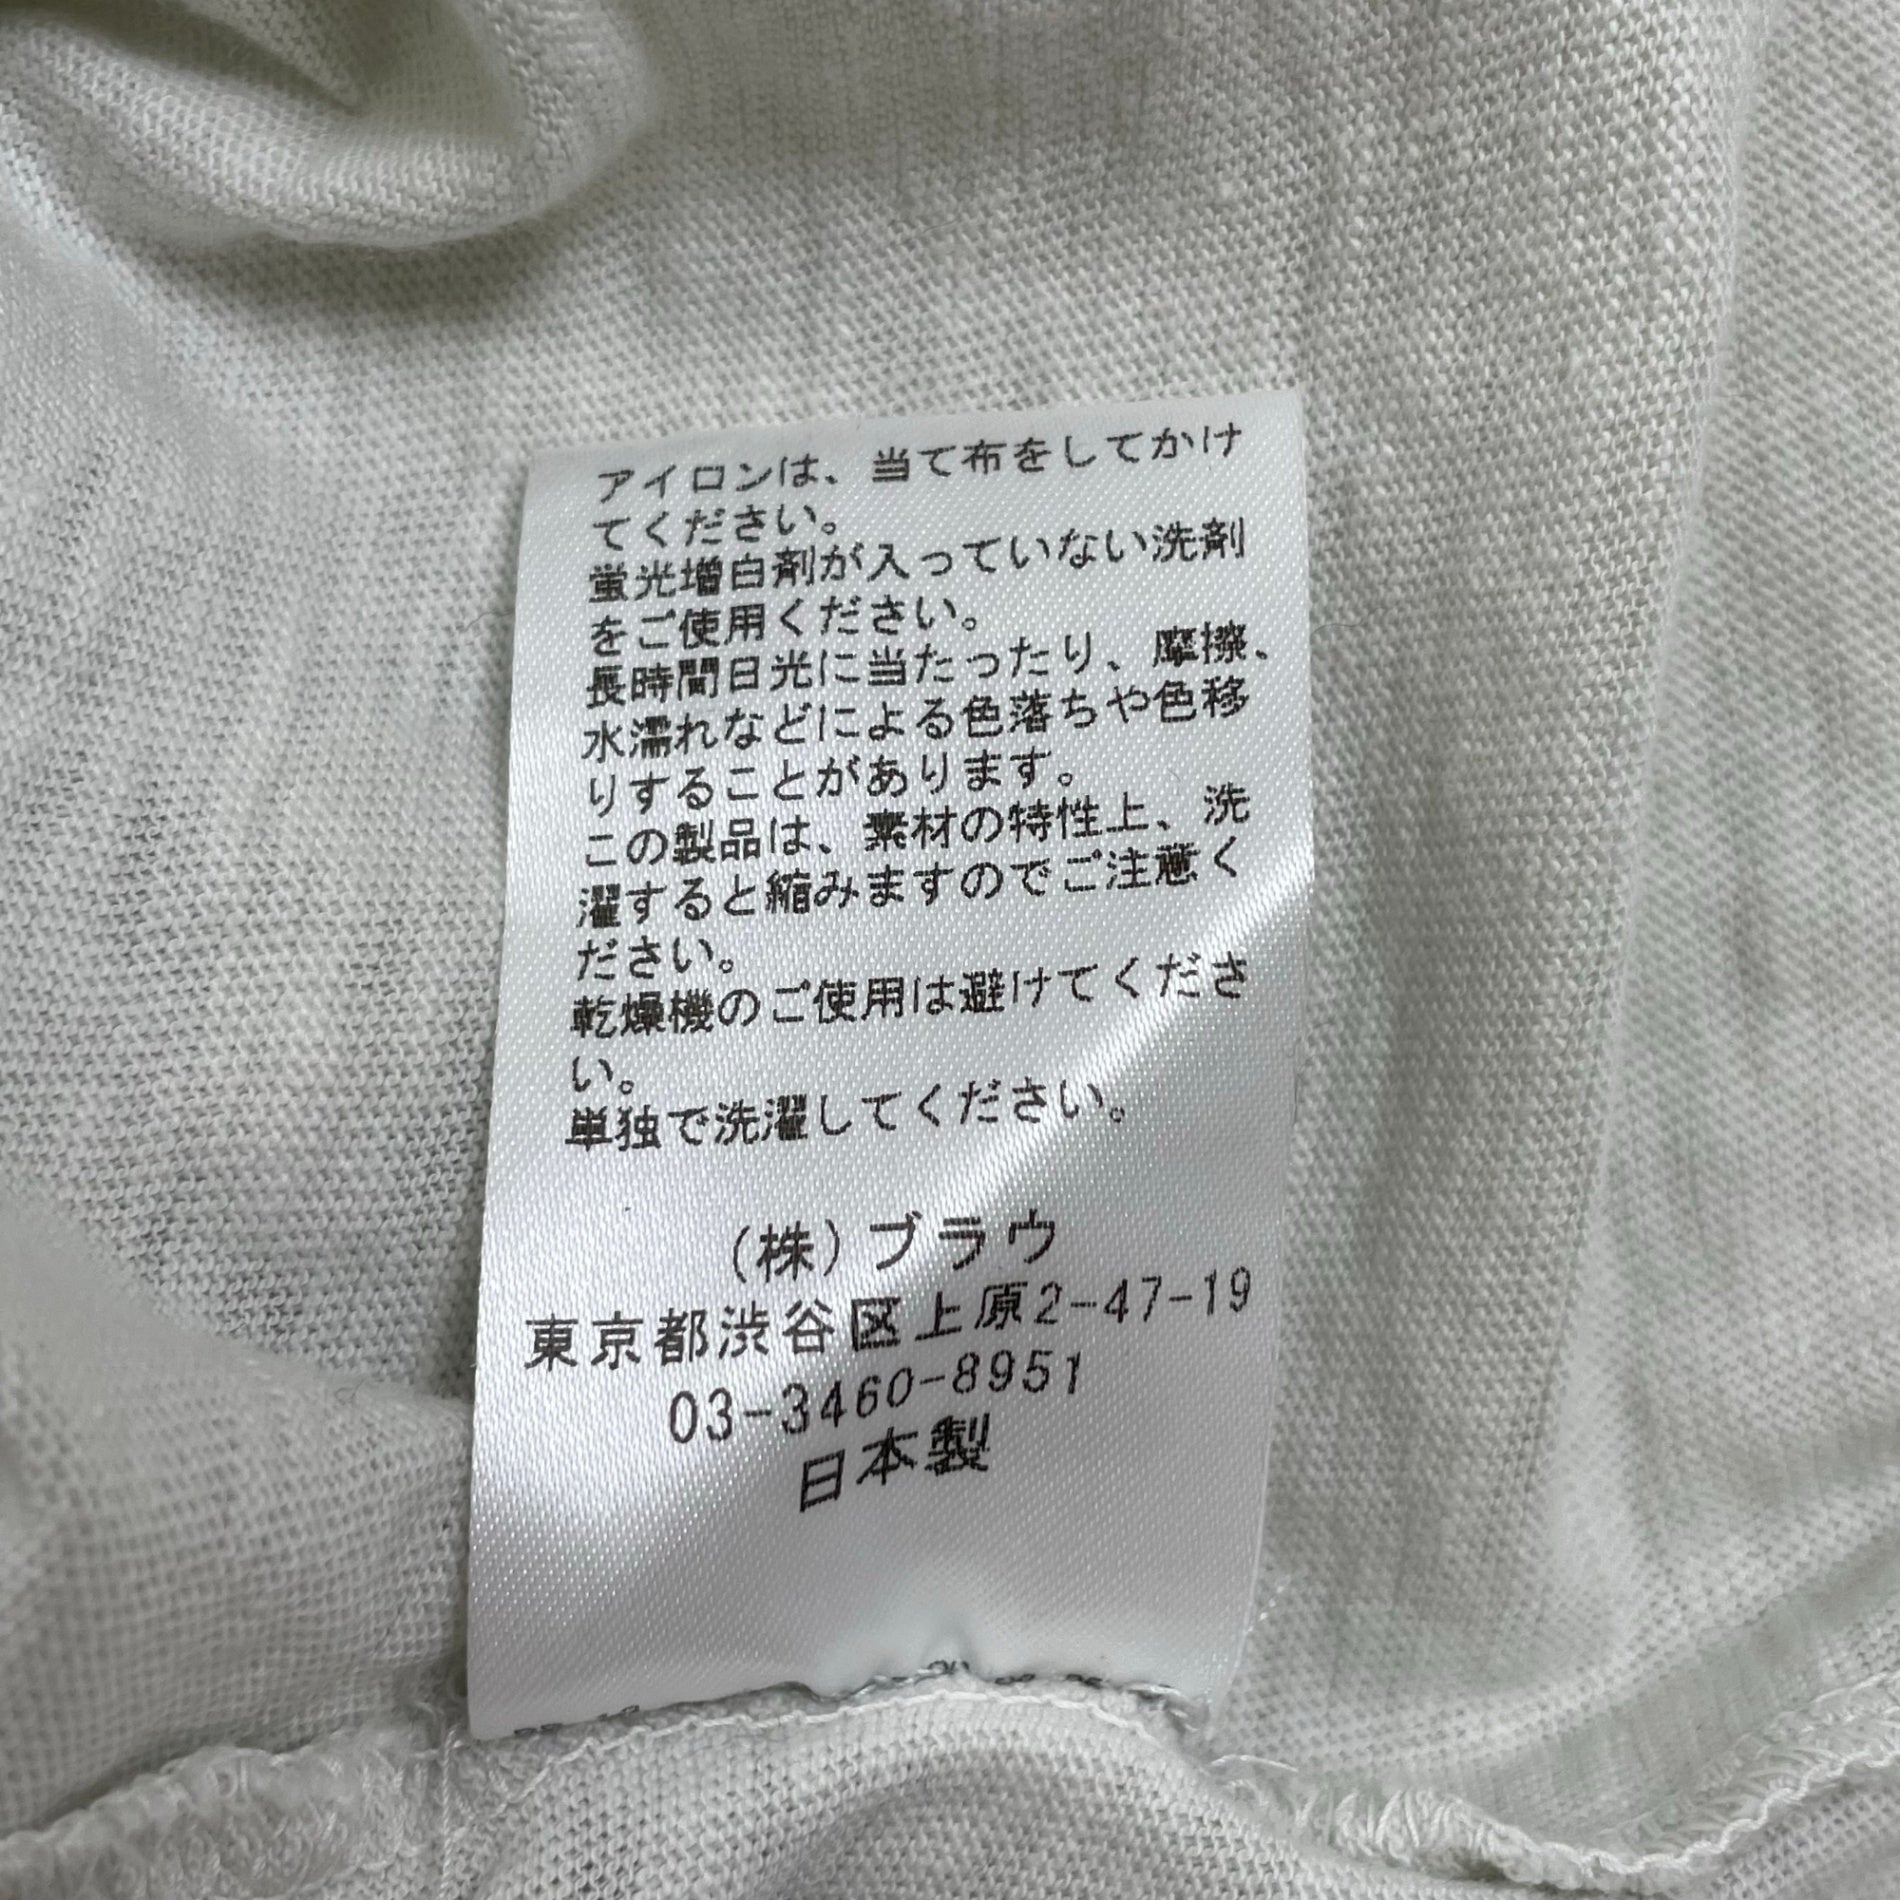 アイロンは、当て布をしてかけ
てください。
蛍光増白剤が入っていない洗剤
をご使用ください。
長時間日光に当たったり、摩擦、
水濡れなどによる色落ちや色移
りすることがあります。
この製品は、素材の特性上、洗
濯すると縮みますのでご注意く
ださい。
乾燥機のご使用は避けてくださ
い。
単独で洗濯してください。
(株)ブラウ
東京都渋谷区上原2-47-19
03-3460-8951
日本製